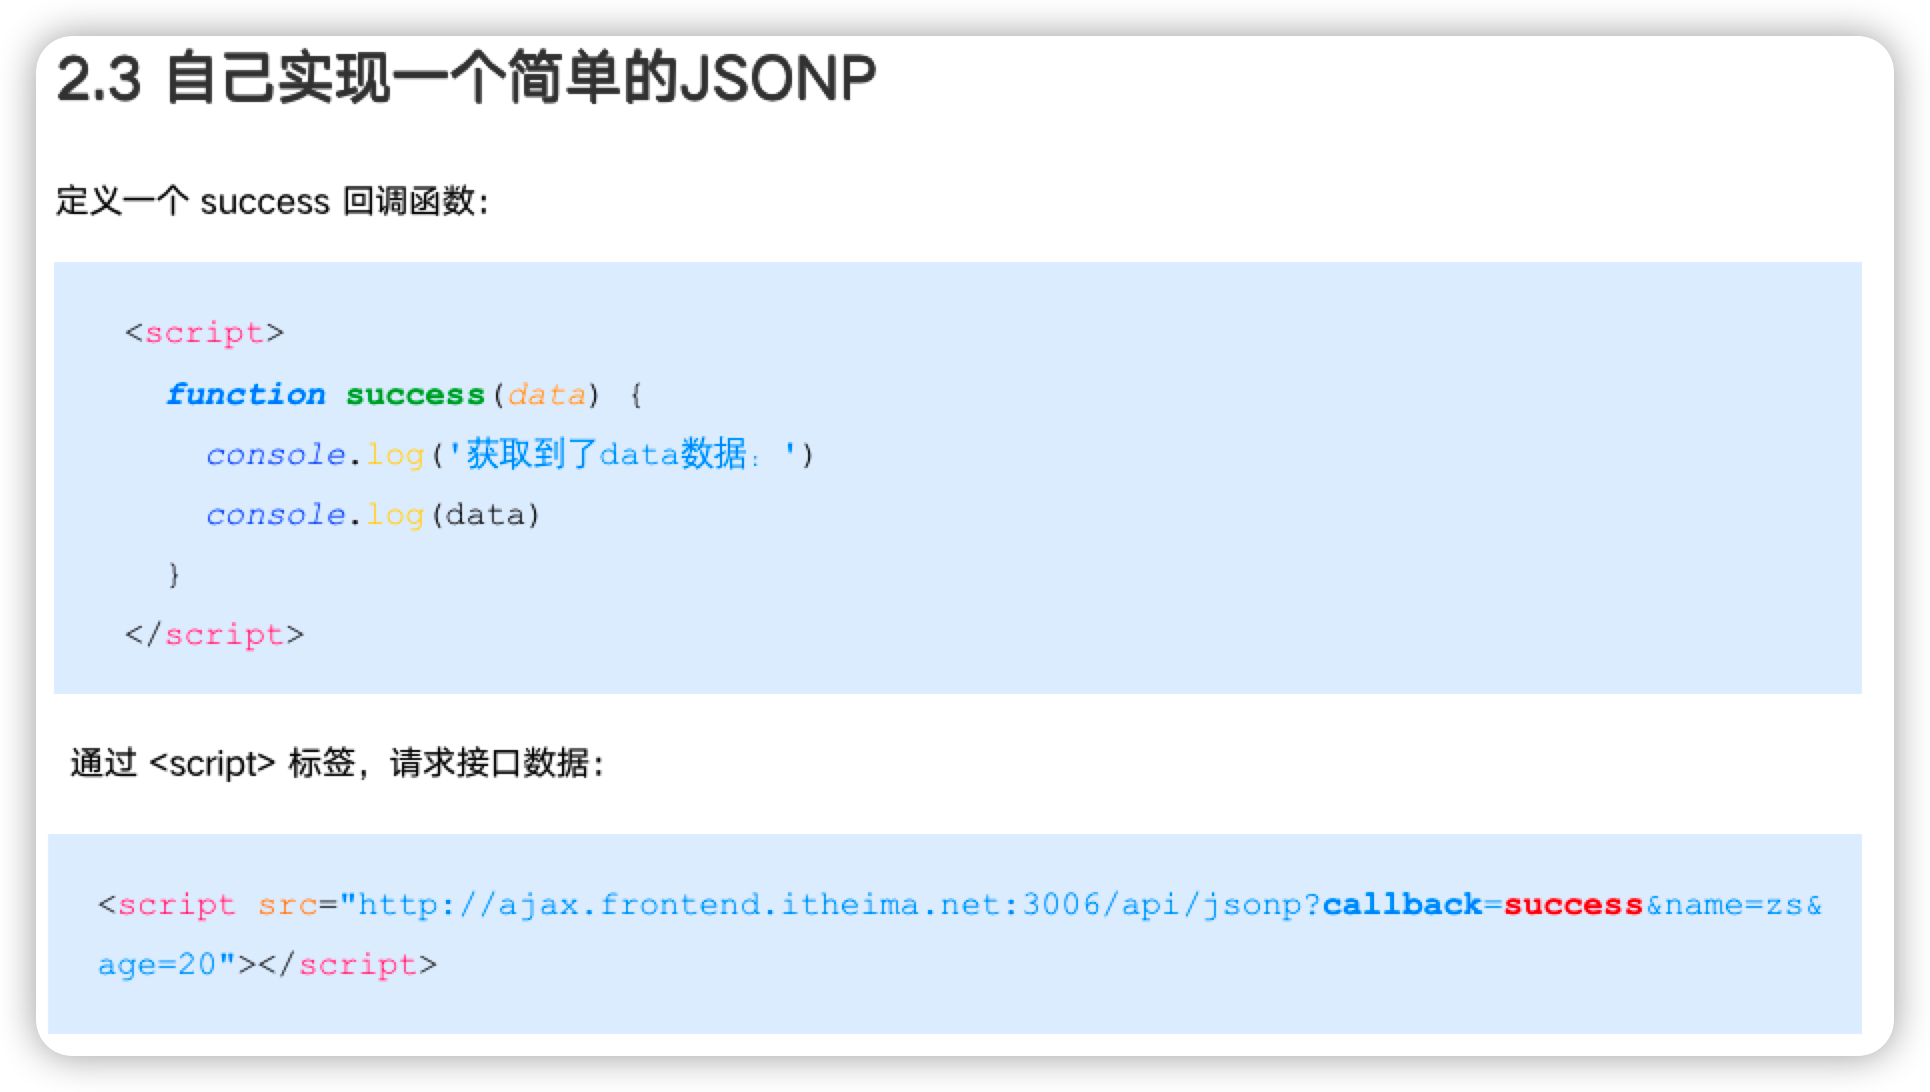 2.3 自己实现一个简单的JSONP
定义一个 success 回调函数：
<script>
function success(data) {
console.log('获取到了data数据：')
console.log(data)
}
</script>
通过 <script> 标签，请求接口数据：
<script src="http://ajax.frontend.itheima.net:3006/api/jsonp?callback=success&name=zs&
age=20"></script>